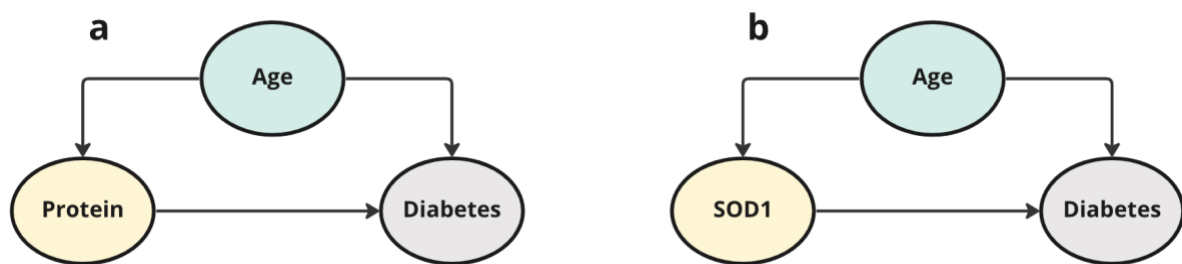 a
Age
Protein
Diabetes
b
Age
SOD1
Diabetes